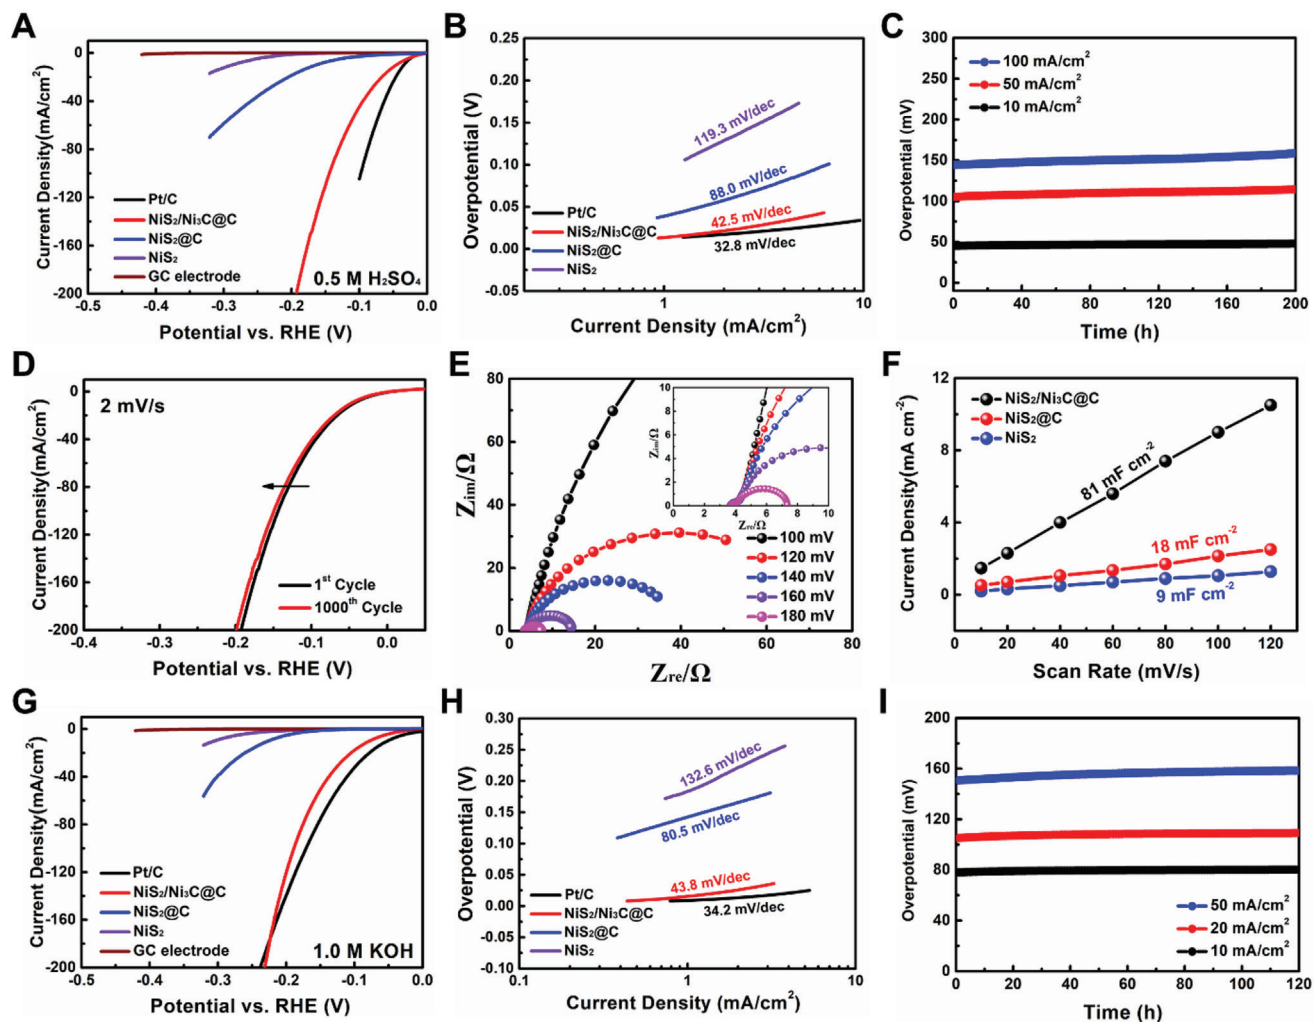 A
0
-40
-80
-120
-160
-200
-0.5
-0.4
-0.3
-0.2
-0.1
0.0
Current Density(mA/cm²)
Potential vs. RHE (V)
Pt/C
NiS₂/Ni₃C@C
NiS₂@C
NiS₂
GC electrode
0.5 M H₂SO₄
B
0.25
0.20
0.15
0.10
0.05
0.00
-0.05
1
10
Overpotential (V)
Current Density (mA/cm²)
119.3 mV/dec
88.0 mV/dec
42.5 mV/dec
32.8 mV/dec
Pt/C
NiS₂/Ni₃C@C
NiS₂@C
NiS₂
C
300
250
200
150
100
50
0
0
40
80
120
160
200
Overpotential (mV)
Time (h)
100 mA/cm²
50 mA/cm²
10 mA/cm²
D
2 mV/s
0
-40
-80
-120
-160
-200
-0.4
-0.3
-0.2
-0.1
0.0
Current Density(mA/cm²)
Potential vs. RHE (V)
1st Cycle
1000th Cycle
E
80
60
40
20
0
0
20
40
60
80
Zim/Ω
Zre/Ω
10
8
6
4
2
0
0
2
4
6
8
10
Zim/Ω
Zre/Ω
100 mV
120 mV
140 mV
160 mV
180 mV
F
12
8
4
0
0
20
40
60
80
100
120
Current Density(mA cm⁻²)
Scan Rate (mV/s)
NiS₂/Ni₃C@C
NiS₂@C
NiS₂
81 mF cm⁻²
18 mF cm⁻²
9 mF cm⁻²
G
0
-40
-80
-120
-160
-200
-0.5
-0.4
-0.3
-0.2
-0.1
0.0
Current Density(mA/cm²)
Potential vs. RHE (V)
Pt/C
NiS₂/Ni₃C@C
NiS₂@C
NiS₂
GC electrode
1.0 M KOH
H
0.30
0.25
0.20
0.15
0.10
0.05
0.00
-0.05
-0.10
0.1
1
10
Overpotential (V)
Current Density (mA/cm²)
132.6 mV/dec
80.5 mV/dec
43.8 mV/dec
34.2 mV/dec
Pt/C
NiS₂/Ni₃C@C
NiS₂@C
NiS₂
I
200
160
120
80
40
0
0
20
40
60
80
100
120
Overpotential (mV)
Time (h)
50 mA/cm²
20 mA/cm²
10 mA/cm²